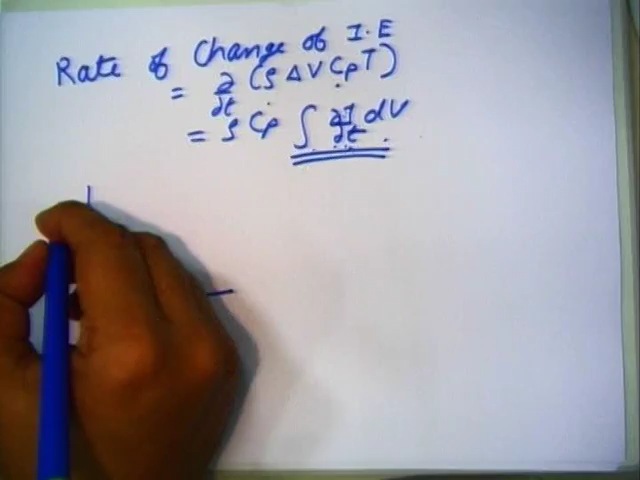 Rate of Change of I.E
= ∂/∂t (ρ ΔV Cp T)
= ρ Cp ∫ ∂T/∂t dV